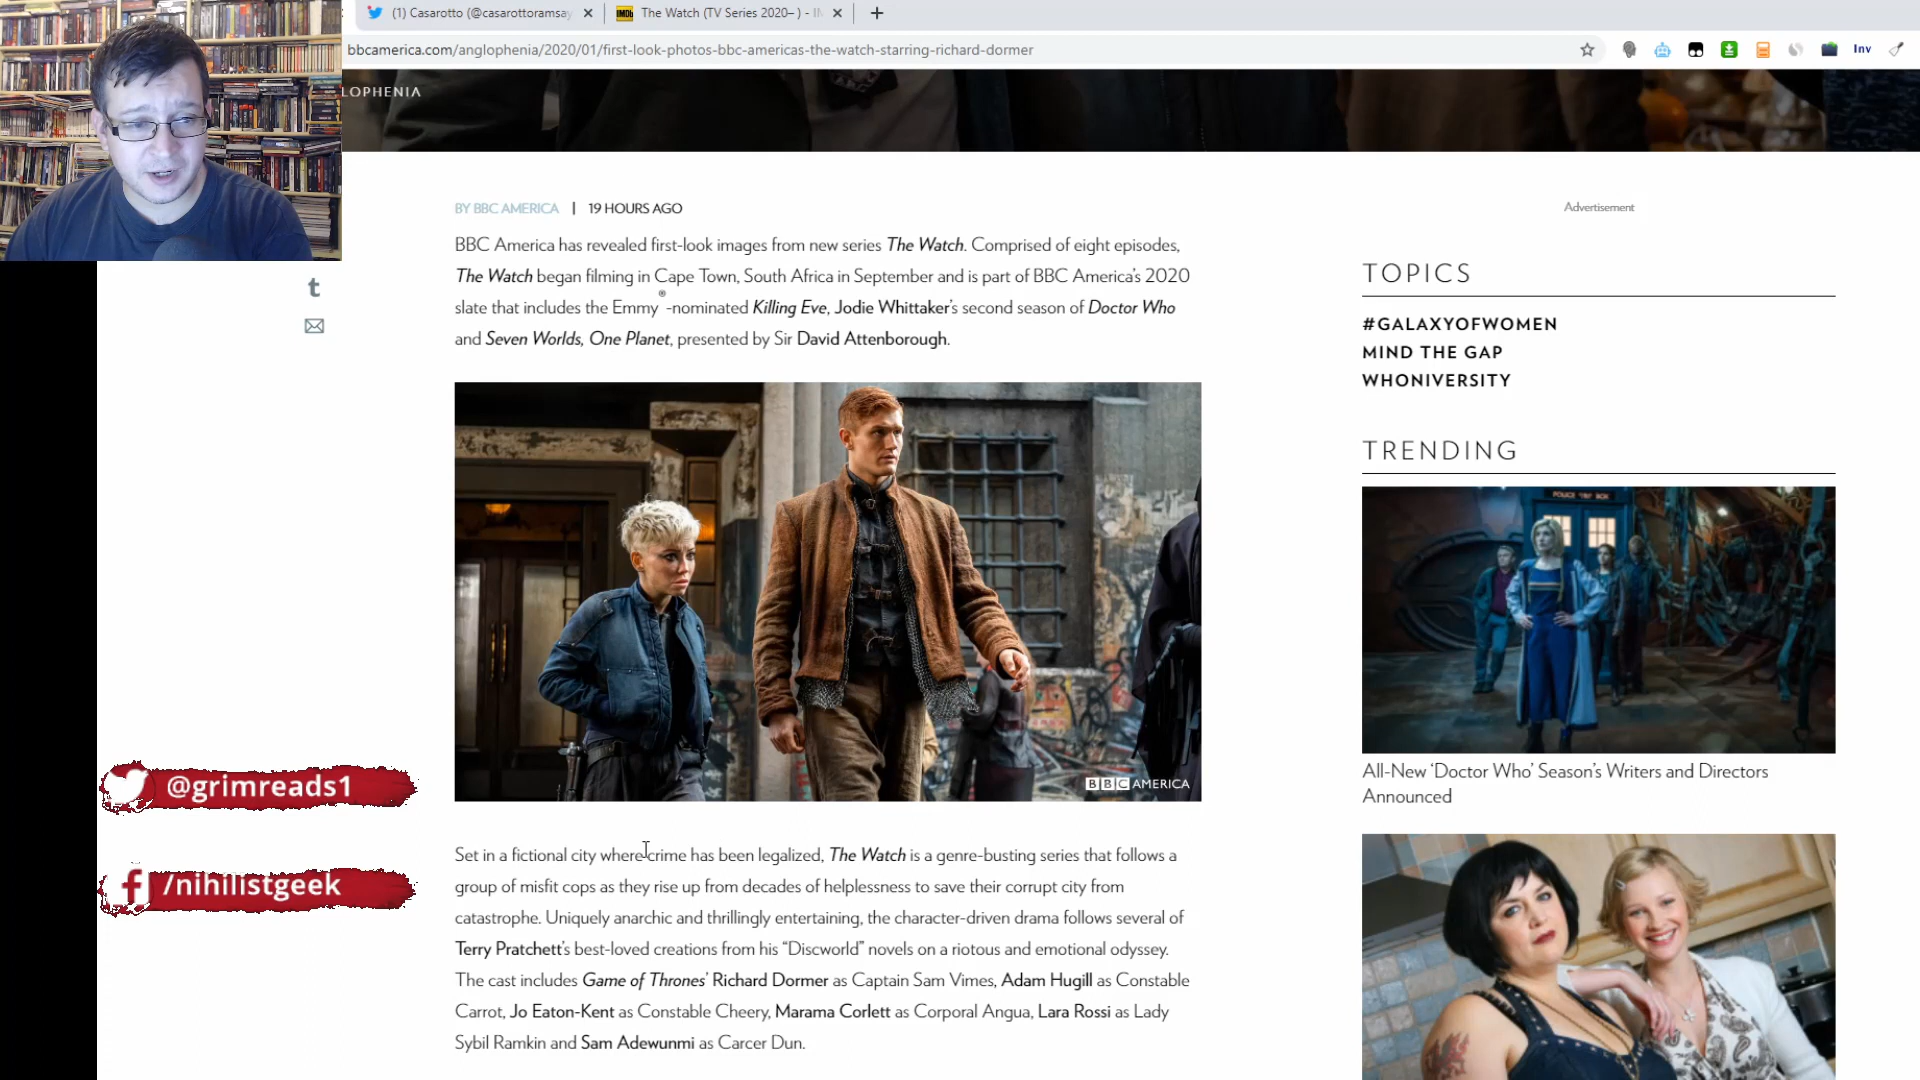 (1) Casarotto (@casarottoramsay
The Watch (TV Series 2020– ) - IM
bbcamerica.com/anglophenia/2020/01/first-look-photos-bbc-americas-the-watch-starring-richard-dormer
Inv
LOPHENIA
BY BBC AMERICA | 19 HOURS AGO
BBC America has revealed first-look images from new series The Watch. Comprised of eight episodes,
The Watch began filming in Cape Town, South Africa in September and is part of BBC America's 2020
slate that includes the Emmy®-nominated Killing Eve, Jodie Whittaker's second season of Doctor Who
and Seven Worlds, One Planet, presented by Sir David Attenborough.
BBC AMERICA
Set in a fictional city where crime has been legalized, The Watch is a genre-busting series that follows a
group of misfit cops as they rise up from decades of helplessness to save their corrupt city from
catastrophe. Uniquely anarchic and thrillingly entertaining, the character-driven drama follows several of
Terry Pratchett's best-loved creations from his “Discworld” novels on a riotous and emotional odyssey.
The cast includes Game of Thrones' Richard Dormer as Captain Sam Vimes, Adam Hugill as Constable
Carrot, Jo Eaton-Kent as Constable Cheery, Marama Corlett as Corporal Angua, Lara Rossi as Lady
Sybil Ramkin and Sam Adewunmi as Carcer Dun.
@grimreads1
/nihilistgeek
Advertisement
TOPICS
#GALAXYOFWOMEN
MIND THE GAP
WHONIVERSITY
TRENDING
POLICE BOX
All-New ‘Doctor Who’ Season’s Writers and Directors
Announced